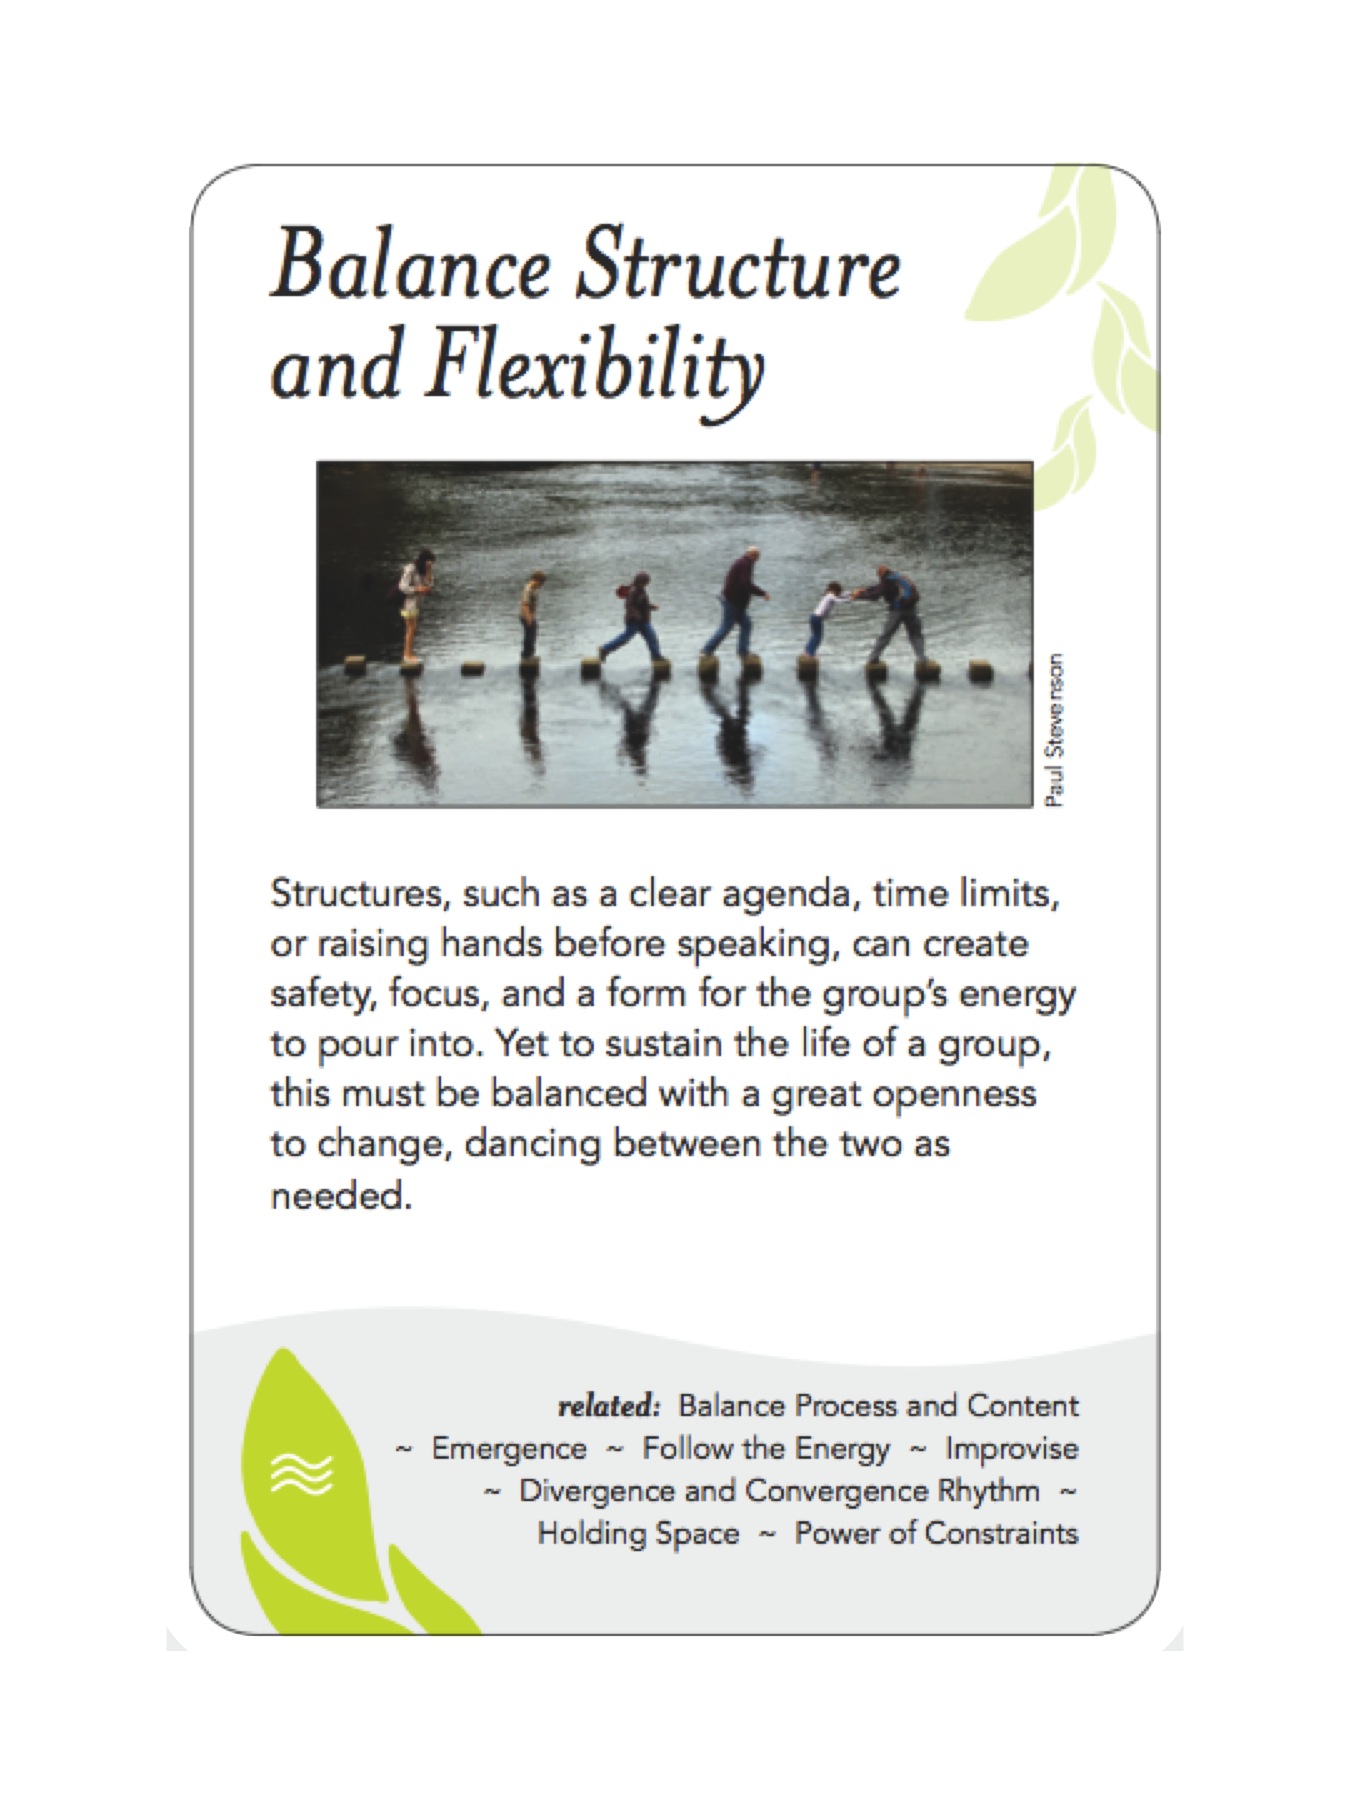 Balance Structure
and Flexibility
Paul Stevenson
Structures, such as a clear agenda, time limits,
or raising hands before speaking, can create
safety, focus, and a form for the group's energy
to pour into. Yet to sustain the life of a group,
this must be balanced with a great openness
to change, dancing between the two as
needed.
related: Balance Process and Content
~ Emergence ~ Follow the Energy ~ Improvise
~ Divergence and Convergence Rhythm ~
Holding Space ~ Power of Constraints